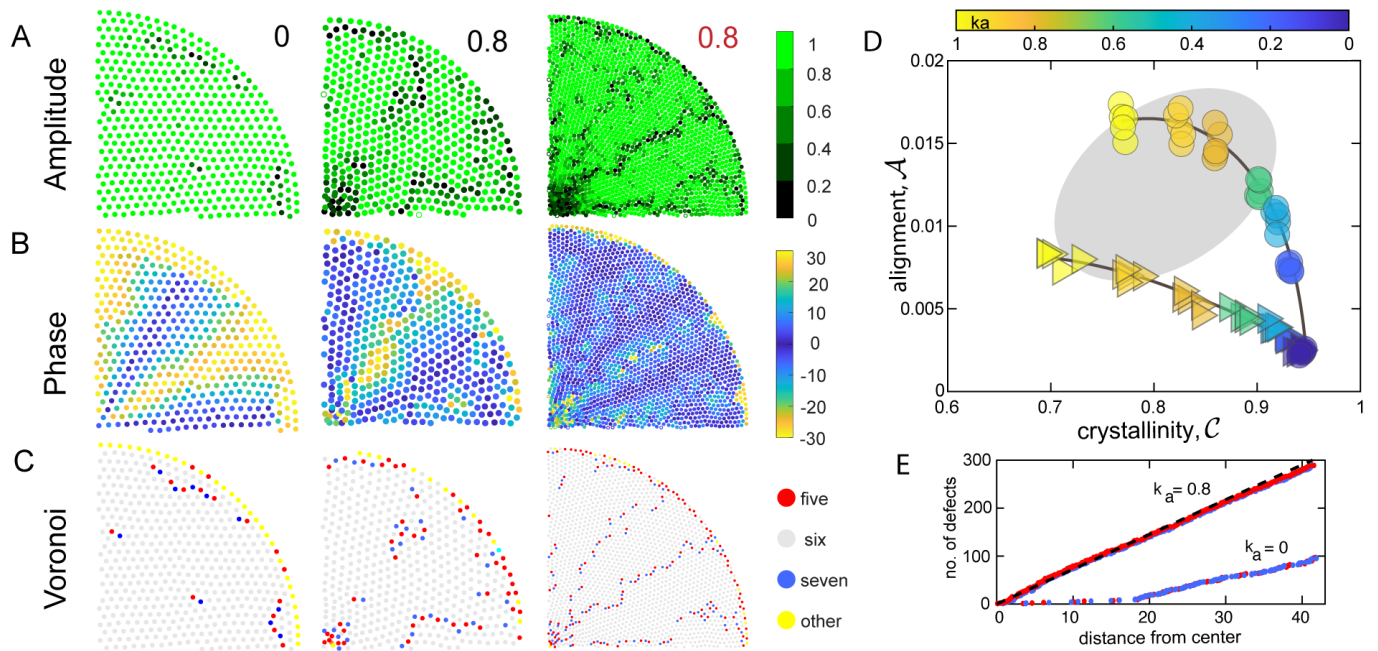 A
Amplitude
0
0.8
0.8
1
0.8
0.6
0.4
0.2
0
B
Phase
30
20
10
0
-10
-20
-30
C
Voronoi
five
six
seven
other
D
ka
1 0.8 0.6 0.4 0.2 0
0.02
0.015
0.01
0.005
0
alignment, 𝒜
0.6 0.7 0.8 0.9 1
crystallinity, 𝒞
E
300
200
100
0
no. of defects
ka = 0.8
ka = 0
0 10 20 30 40
distance from center